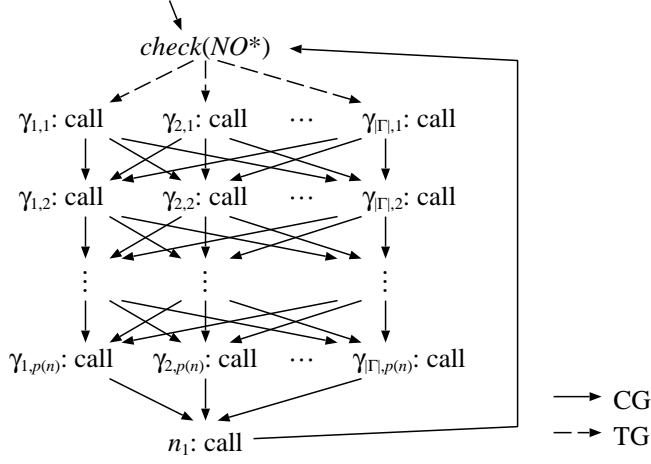 check(NO*)
γ1,1: call γ2,1: call ⋯ γ|Γ|,1: call
γ1,2: call γ2,2: call ⋯ γ|Γ|,2: call
⋮ ⋮ ⋮
γ1,p(n): call γ2,p(n): call ⋯ γ|Γ|,p(n): call
CG
n1: call TG